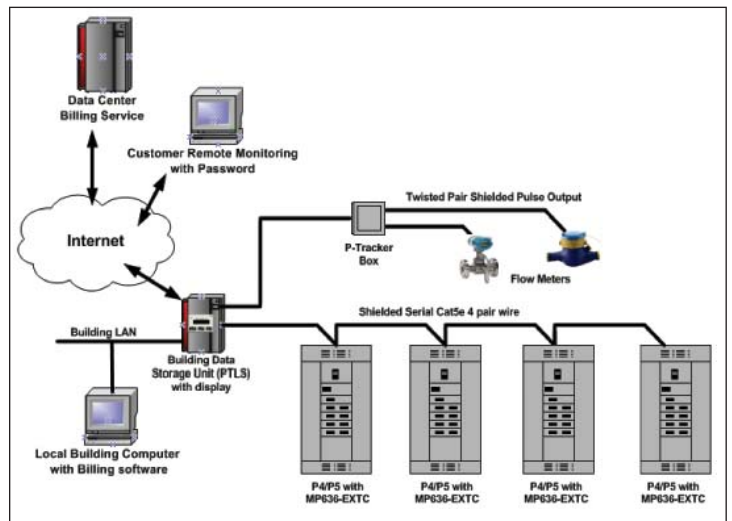 Data Center
Billing Service
Customer Remote Monitoring
with Password
Internet
Twisted Pair Shielded Pulse Output
P-Tracker
Box
Flow Meters
Shielded Serial Cat5e 4 pair wire
Building LAN
Building Data
Storage Unit (PTLS)
with display
Local Building Computer
with Billing software
P4/P5 with
MP636-EXTC
P4/P5 with
MP636-EXTC
P4/P5 with
MP636-EXTC
P4/P5 with
MP636-EXTC